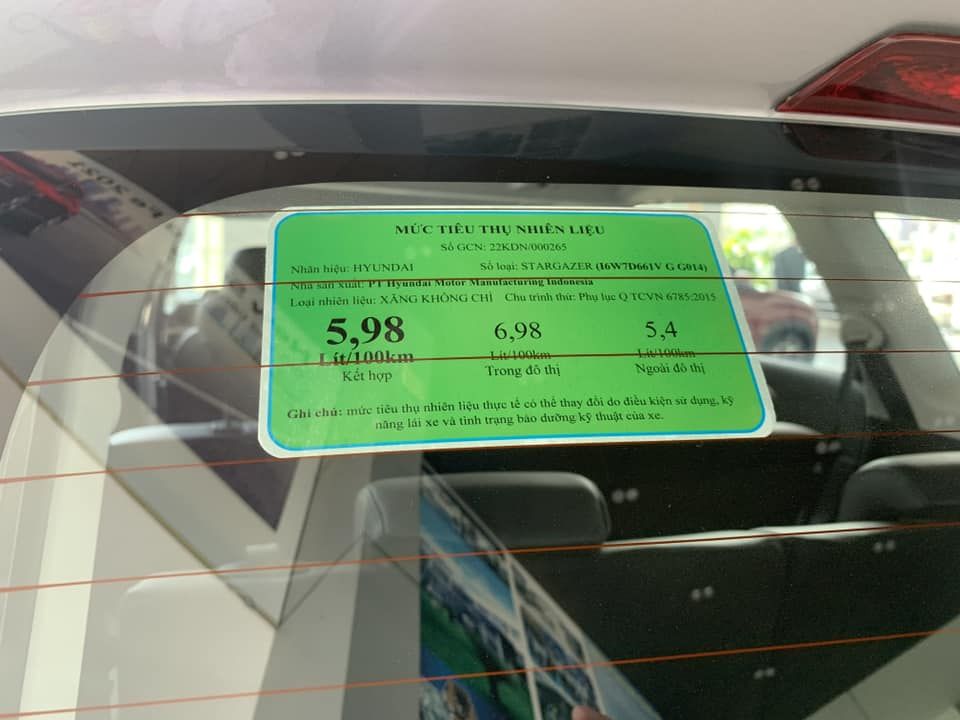 MỨC TIÊU THỤ NHIÊN LIỆU
Số GCN: 22KDN/000265
Nhãn hiệu: HYUNDAI Số loại: STARGAZER (I6W7D661V G G014)
Nhà sản xuất: PT Hyundai Motor Manufacturing Indonesia
Loại nhiên liệu: XĂNG KHÔNG CHÌ Chu trình thử: Phụ lục Q TCVN 6785:2015
5,98 6,98 5,4
Lít/100km Lít/100km Lít/100km
Kết hợp Trong đô thị Ngoài đô thị
Ghi chú: mức tiêu thụ nhiên liệu thực tế có thể thay đổi do điều kiện sử dụng, kỹ
năng lái xe và tình trạng bảo dưỡng kỹ thuật của xe.